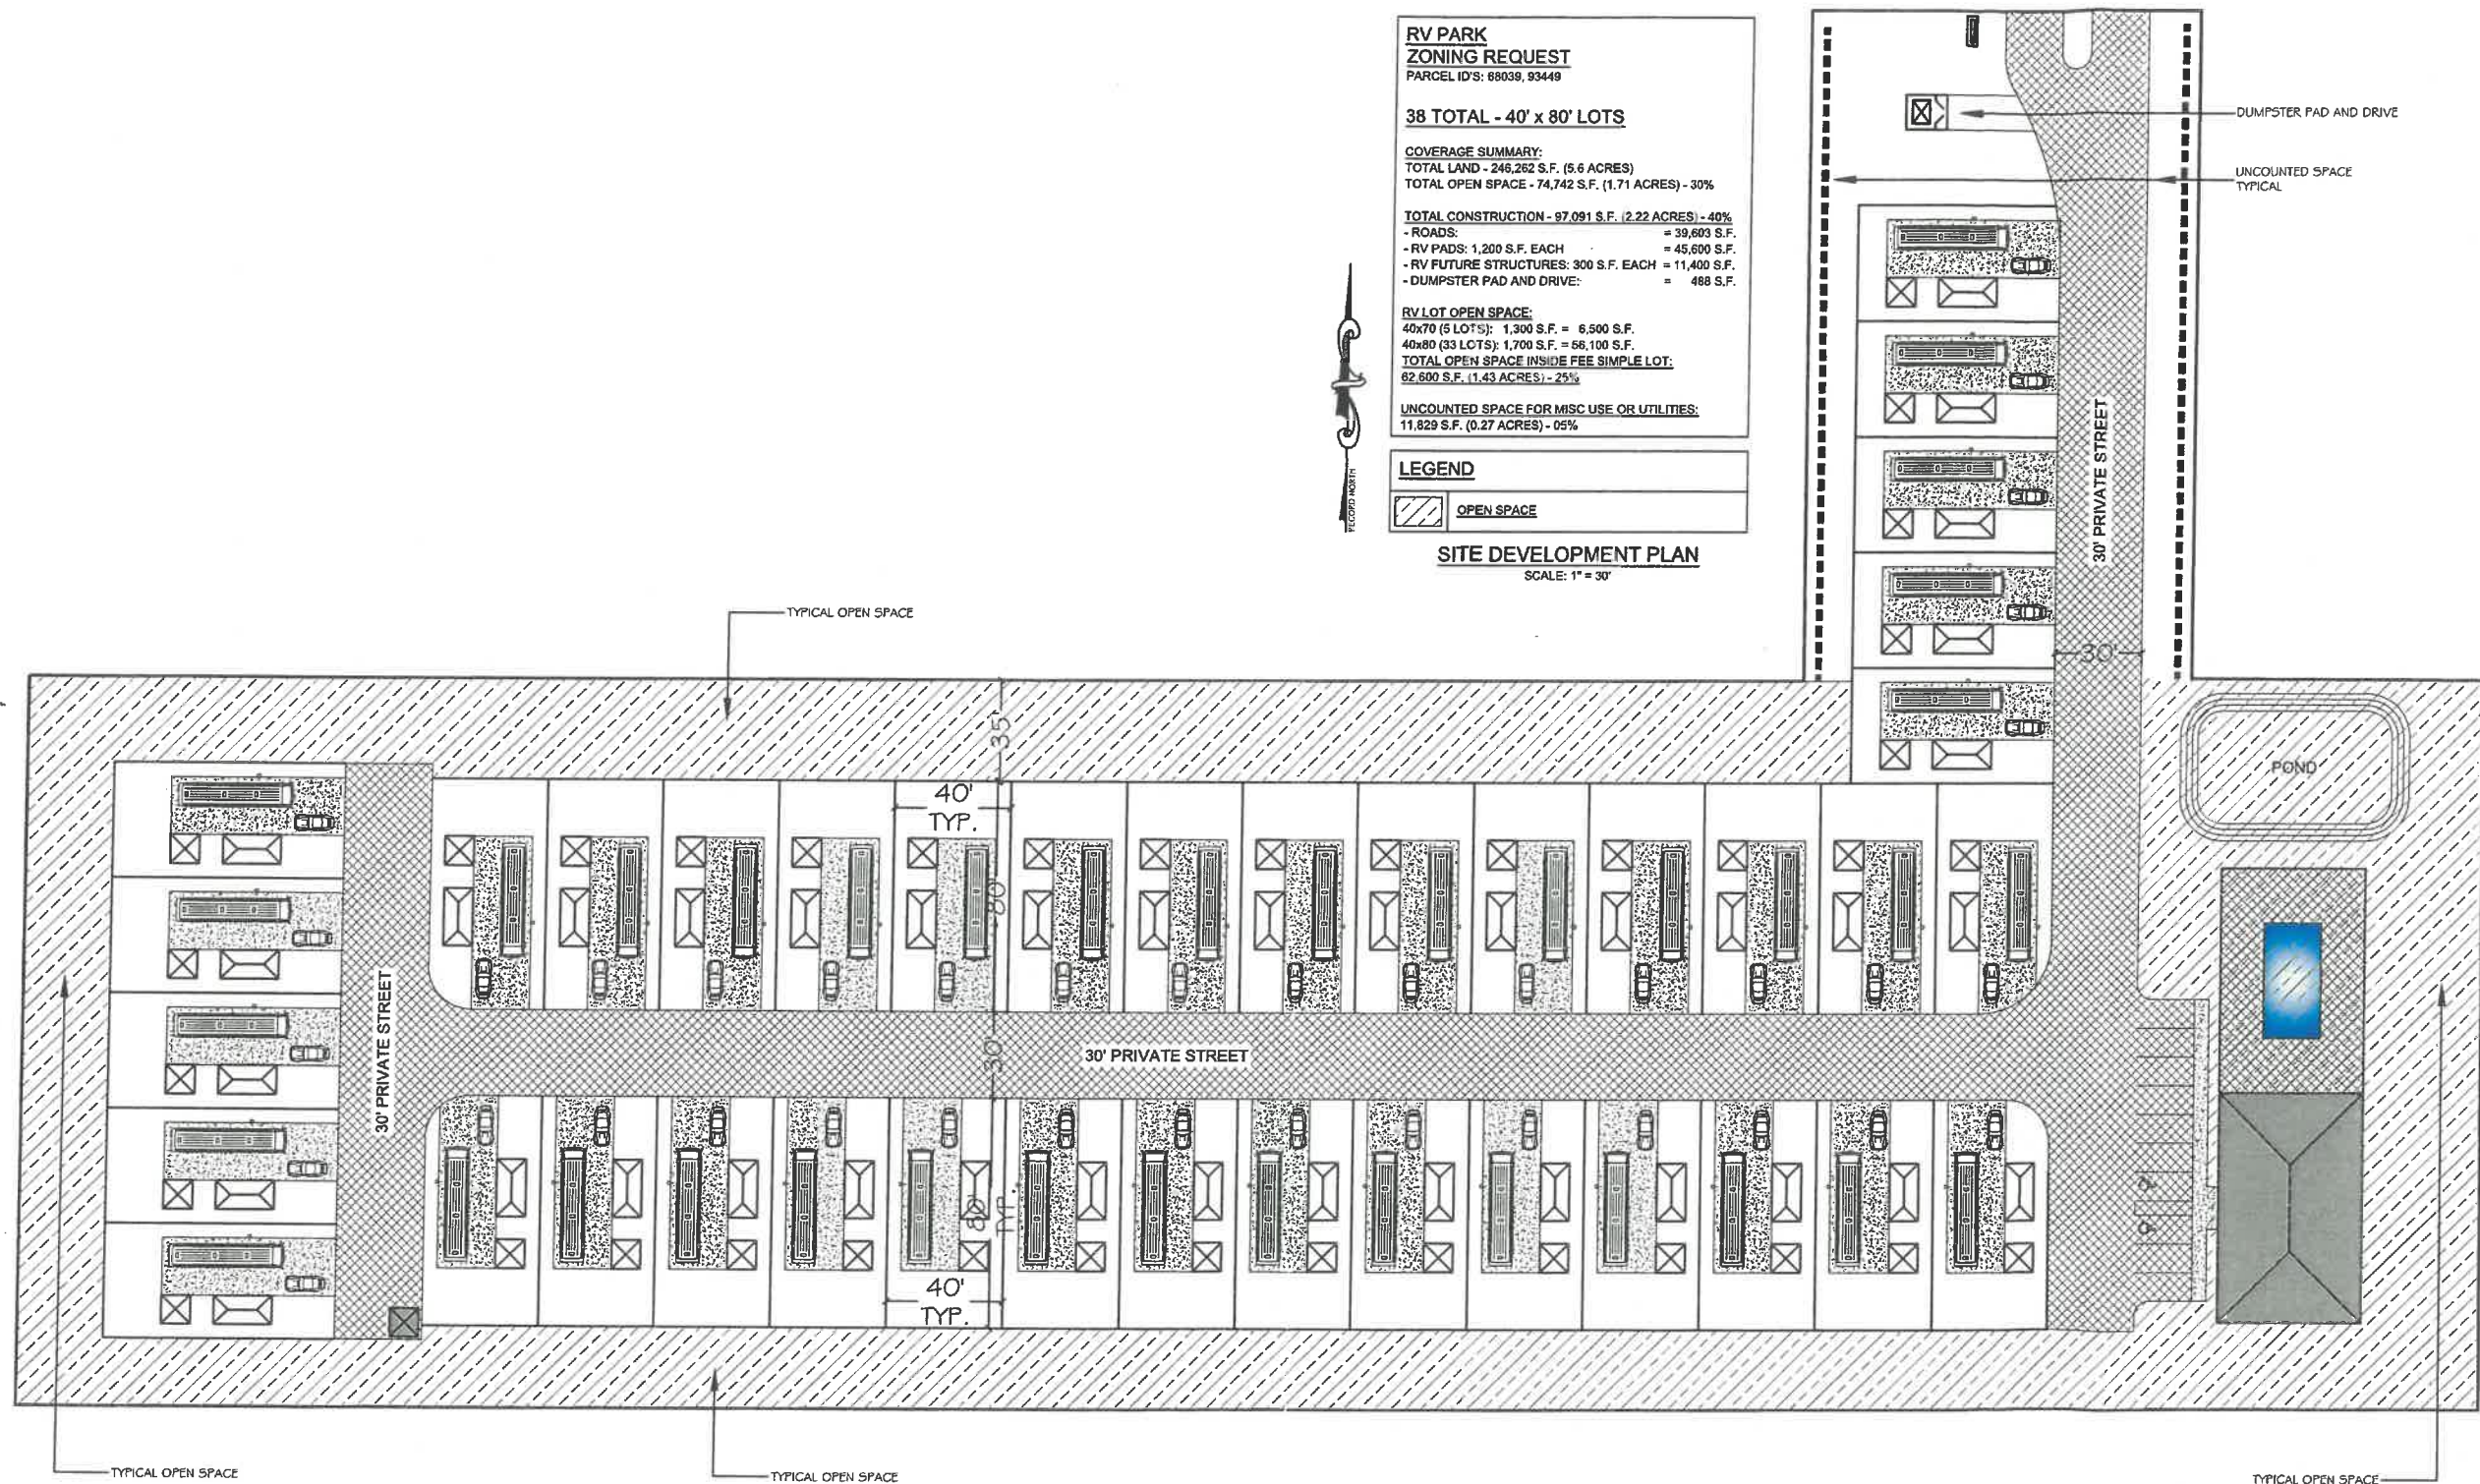 RV PARK
ZONING REQUEST
PARCEL ID'S: 68039, 93449
38 TOTAL - 40' x 80' LOTS
COVERAGE SUMMARY:
TOTAL LAND - 246,262 S.F. (5.6 ACRES)
TOTAL OPEN SPACE - 74,742 S.F. (1.71 ACRES) - 30%
TOTAL CONSTRUCTION - 97,091 S.F. (2.22 ACRES) - 40%
- ROADS: = 39,603 S.F.
- RV PADS: 1,200 S.F. EACH = 45,600 S.F.
- RV FUTURE STRUCTURES: 300 S.F. EACH = 11,400 S.F.
- DUMPSTER PAD AND DRIVE: = 488 S.F.
RV LOT OPEN SPACE:
40x70 (5 LOTS): 1,300 S.F. = 6,500 S.F.
40x80 (33 LOTS): 1,700 S.F. = 56,100 S.F.
TOTAL OPEN SPACE INSIDE FEE SIMPLE LOT:
62,600 S.F. (1.43 ACRES) - 25%
UNCOUNTED SPACE FOR MISC USE OR UTILITIES:
11,829 S.F. (0.27 ACRES) - 05%
LEGEND
OPEN SPACE
SITE DEVELOPMENT PLAN
SCALE: 1" = 30'
RECORD NORTH
DUMPSTER PAD AND DRIVE
UNCOUNTED SPACE
TYPICAL
30' PRIVATE STREET
30'
TYPICAL OPEN SPACE
35'
POND
40'
TYP.
80'
30' PRIVATE STREET
30'
30' PRIVATE STREET
80'
TYP.
40'
TYP.
9
9
TYPICAL OPEN SPACE
TYPICAL OPEN SPACE
TYPICAL OPEN SPACE